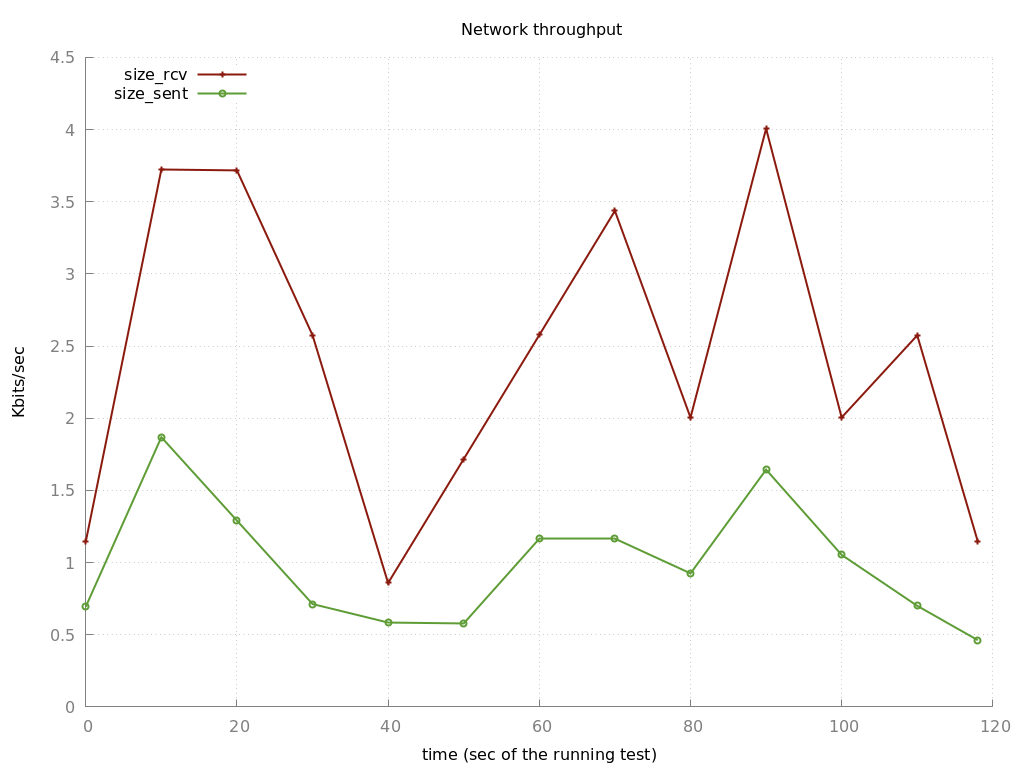 Network throughput
size_rcv
size_sent
4.5
4
3.5
3
2.5
2
1.5
1
0.5
0
Kbits/sec
0 20 40 60 80 100 120
time (sec of the running test)